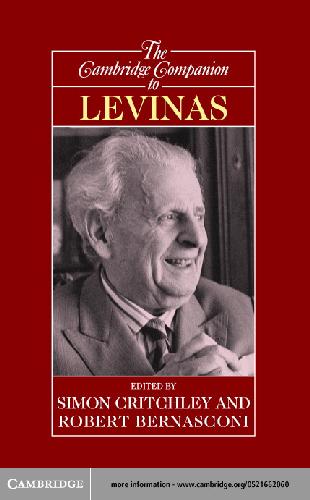 The
Cambridge Companion
to
LEVINAS
EDITED BY
SIMON CRITCHLEY AND
ROBERT BERNASCONI
CAMBRIDGE more information - www.cambridge.org/0521662060